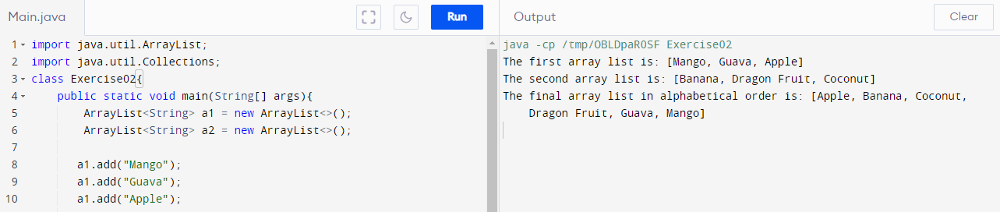 Main.java
Run
Output
Clear
1 import java.util.ArrayList;
2 import java.util.Collections;
3 class Exercise02{
4 public static void main(String[] args){
5 ArrayList<String> a1 = new ArrayList<>();
6 ArrayList<String> a2 = new ArrayList<>();
7
8 a1.add("Mango");
9 a1.add("Guava");
10 a1.add("Apple");
java -cp /tmp/OBLDpaROSF Exercise02
The first array list is: [Mango, Guava, Apple]
The second array list is: [Banana, Dragon Fruit, Coconut]
The final array list in alphabetical order is: [Apple, Banana, Coconut,
Dragon Fruit, Guava, Mango]